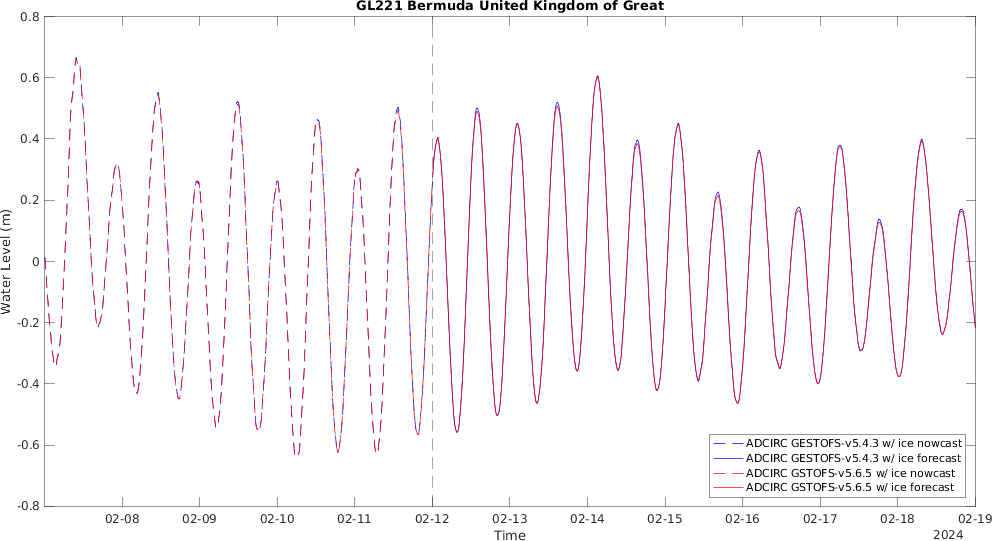 GL221 Bermuda United Kingdom of Great
0.8
0.6
0.4
0.2
0
-0.2
-0.4
-0.6
-0.8
Water Level (m)
ADCIRC GESTOFS-v5.4.3 w/ ice nowcast
ADCIRC GESTOFS-v5.4.3 w/ ice forecast
ADCIRC GSTOFS-v5.6.5 w/ ice nowcast
ADCIRC GSTOFS-v5.6.5 w/ ice forecast
02-08 02-09 02-10 02-11 02-12 02-13 02-14 02-15 02-16 02-17 02-18 02-19
Time
2024